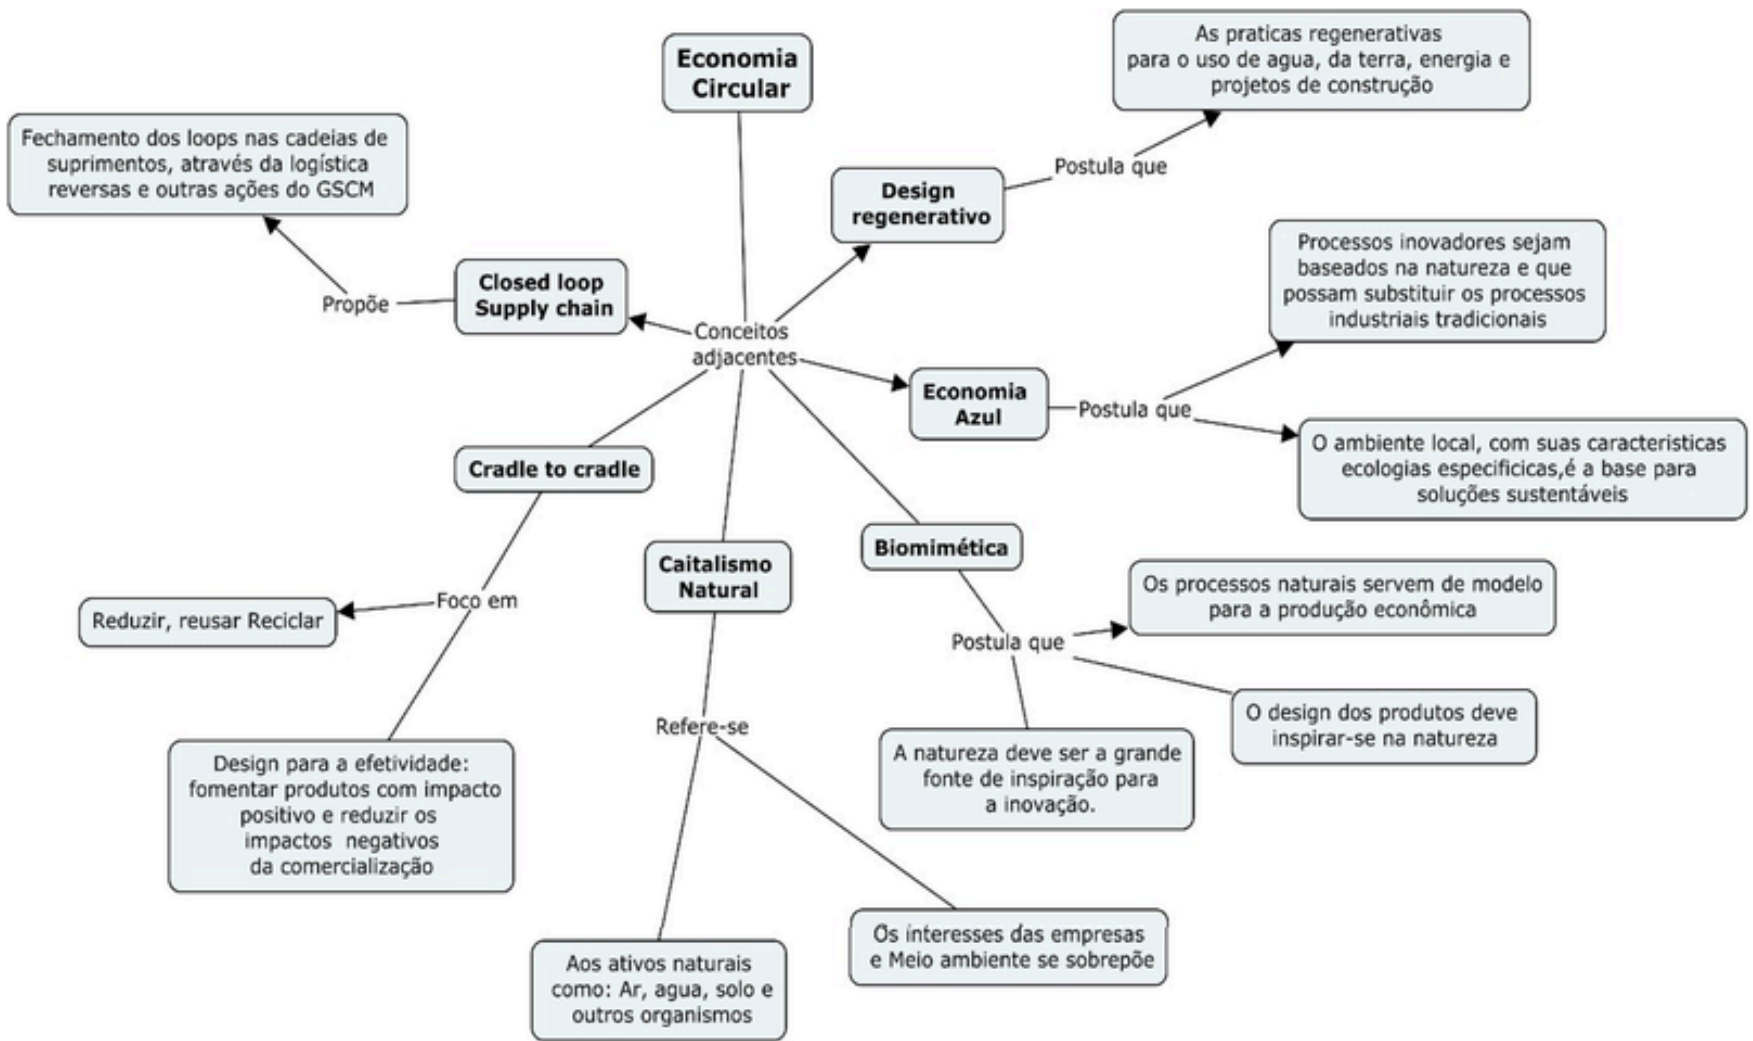 Economia
Circular
As praticas regenerativas
para o uso de agua, da terra, energia e
projetos de construção
Fechamento dos loops nas cadeias de
suprimentos, através da logística
reversas e outras ações do GSCM
Postula que
Design
regenerativo
Processos inovadores sejam
baseados na natureza e que
possam substituir os processos
industriais tradicionais
Closed loop
Supply chain
Propõe
Conceitos
adjacentes
Economia
Azul
Postula que
O ambiente local, com suas caracteristicas
ecologias especificicas,é a base para
soluções sustentáveis
Cradle to cradle
Biomimética
Caitalismo
Natural
Os processos naturais servem de modelo
para a produção econômica
Foco em
Reduzir, reusar Reciclar
Postula que
O design dos produtos deve
inspirar-se na natureza
Refere-se
A natureza deve ser a grande
fonte de inspiração para
a inovação.
Design para a efetividade:
fomentar produtos com impacto
positivo e reduzir os
impactos negativos
da comercialização
Os interesses das empresas
e Meio ambiente se sobrepõe
Aos ativos naturais
como: Ar, agua, solo e
outros organismos